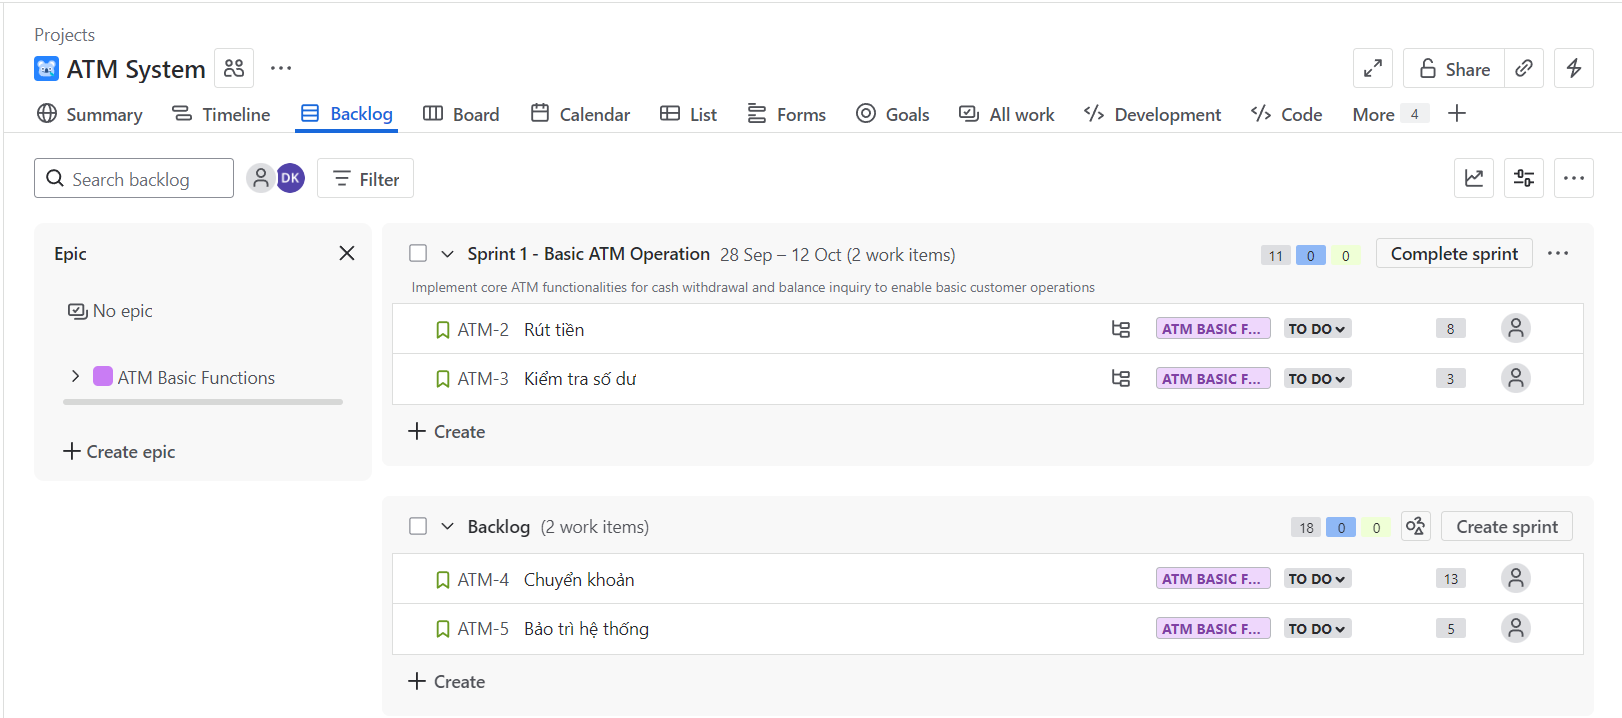 Projects
ATM System
Share
Summary Timeline Backlog Board Calendar List Forms Goals All work Development Code More 4
Search backlog DK Filter
Epic
No epic
ATM Basic Functions
Create epic
Sprint 1 - Basic ATM Operation 28 Sep – 12 Oct (2 work items) 11 0 0 Complete sprint
Implement core ATM functionalities for cash withdrawal and balance inquiry to enable basic customer operations
ATM-2 Rút tiền ATM BASIC F... TO DO 8
ATM-3 Kiểm tra số dư ATM BASIC F... TO DO 3
Create
Backlog (2 work items) 18 0 0 Create sprint
ATM-4 Chuyển khoản ATM BASIC F... TO DO 13
ATM-5 Bảo trì hệ thống ATM BASIC F... TO DO 5
Create